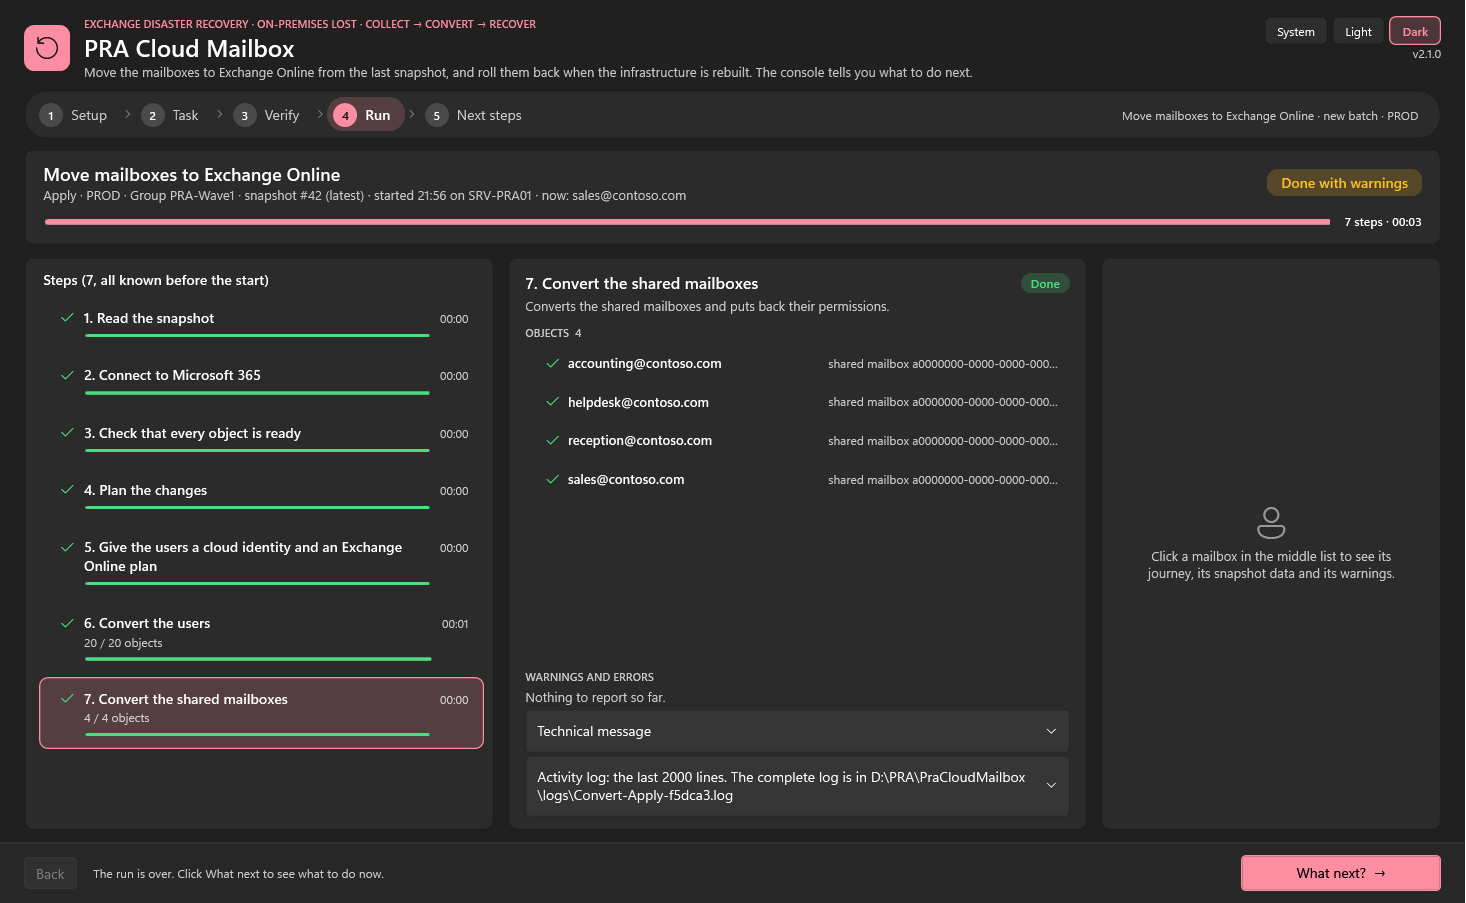 EXCHANGE DISASTER RECOVERY · ON-PREMISES LOST · COLLECT → CONVERT → RECOVER
PRA Cloud Mailbox
Move the mailboxes to Exchange Online from the last snapshot, and roll them back when the infrastructure is rebuilt. The console tells you what to do next.
System
Light
Dark
v2.1.0
1 Setup
2 Task
3 Verify
4 Run
5 Next steps
Move mailboxes to Exchange Online · new batch · PROD
Move mailboxes to Exchange Online
Apply · PROD · Group PRA-Wave1 · snapshot #42 (latest) · started 21:56 on SRV-PRA01 · now: sales@contoso.com
Done with warnings
7 steps · 00:03
Steps (7, all known before the start)
1. Read the snapshot 00:00
2. Connect to Microsoft 365 00:00
3. Check that every object is ready 00:00
4. Plan the changes 00:00
5. Give the users a cloud identity and an Exchange 00:00
Online plan
6. Convert the users 00:01
20 / 20 objects
7. Convert the shared mailboxes 00:00
4 / 4 objects
7. Convert the shared mailboxes
Done
Converts the shared mailboxes and puts back their permissions.
OBJECTS 4
accounting@contoso.com shared mailbox a0000000-0000-0000-000...
helpdesk@contoso.com shared mailbox a0000000-0000-0000-000...
reception@contoso.com shared mailbox a0000000-0000-0000-000...
sales@contoso.com shared mailbox a0000000-0000-0000-000...
WARNINGS AND ERRORS
Nothing to report so far.
Technical message
Activity log: the last 2000 lines. The complete log is in D:\PRA\PraCloudMailbox
\logs\Convert-Apply-f5dca3.log
Click a mailbox in the middle list to see its
journey, its snapshot data and its warnings.
Back
The run is over. Click What next to see what to do now.
What next? →